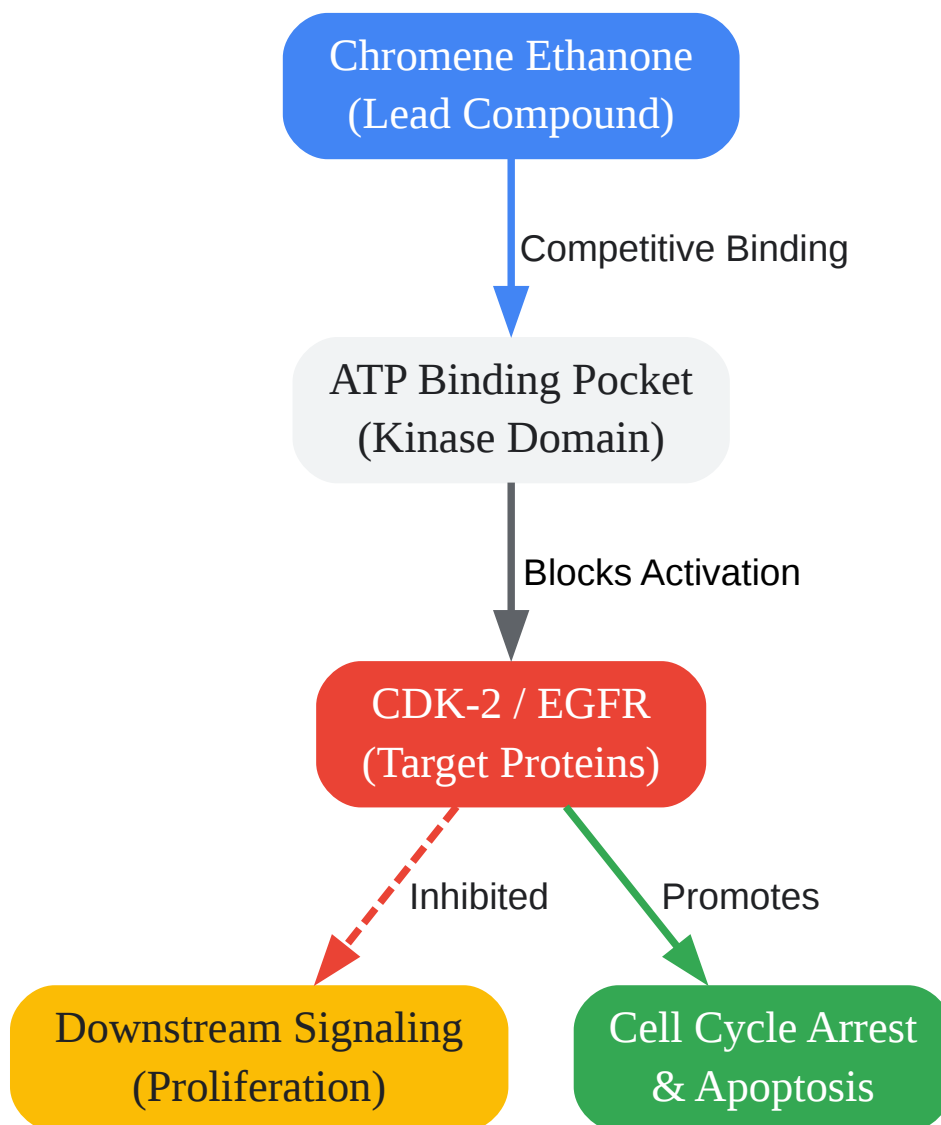 Chromene Ethanone
(Lead Compound)
Competitive Binding
ATP Binding Pocket
(Kinase Domain)
Blocks Activation
CDK-2 / EGFR
(Target Proteins)
Inhibited
Promotes
Downstream Signaling
(Proliferation)
Cell Cycle Arrest
& Apoptosis